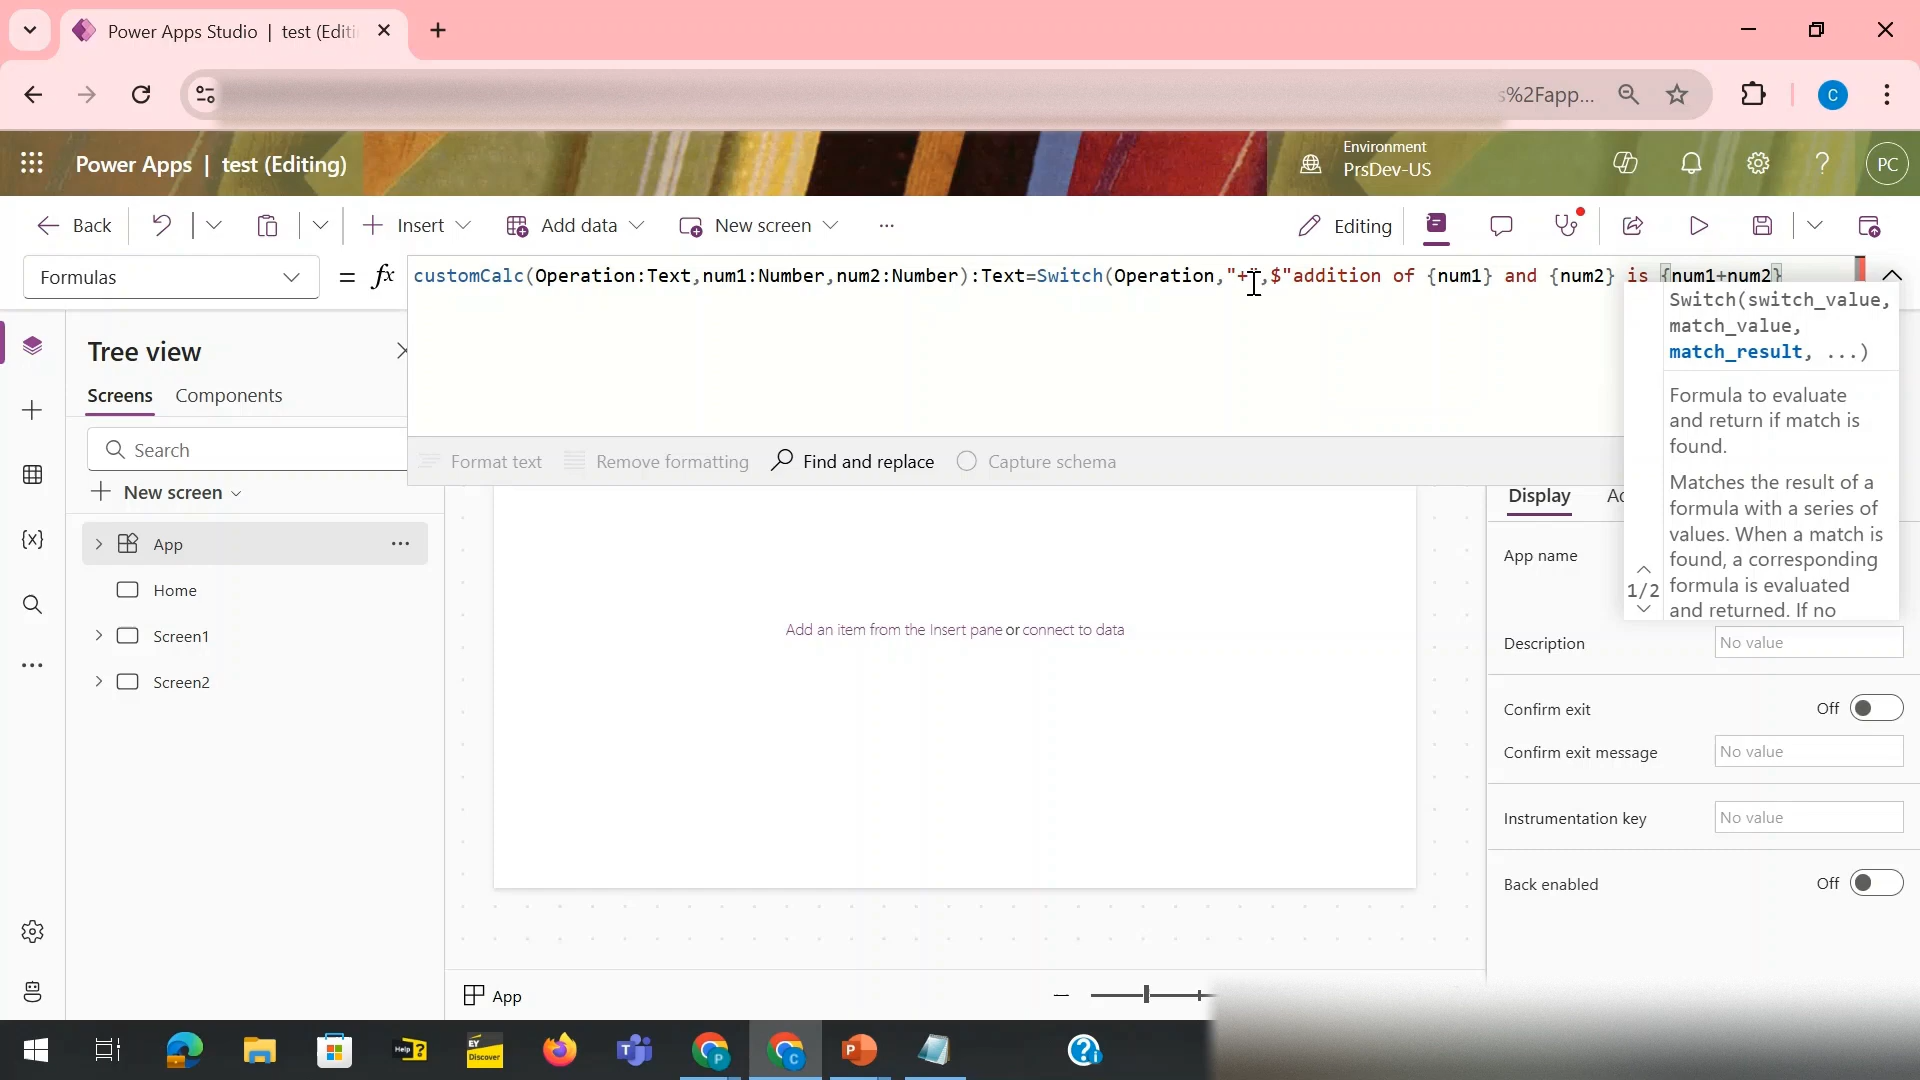 Power Apps Studio | test (Editi
s%2Fapp...
C
Power Apps | test (Editing)
Environment
PrsDev-US
PC
Back
Insert
Add data
New screen
...
Editing
Formulas
= fx
customCalc(Operation:Text,num1:Number,num2:Number):Text=Switch(Operation,"+",$"addition of {num1} and {num2} is {num1+num2}
Switch(switch_value,
match_value,
match_result, ...)
Formula to evaluate
and return if match is
found.
Matches the result of a
formula with a series of
values. When a match is
found, a corresponding
formula is evaluated
and returned. If no
1/2
Tree view
Screens Components
Search
New screen
App
Home
Screen1
Screen2
Format text
Remove formatting
Find and replace
Capture schema
Add an item from the Insert pane or connect to data
Display
App name
Description
No value
Confirm exit
Off
Confirm exit message
No value
Instrumentation key
No value
Back enabled
Off
App
Help ?
EY
Discover
T
P
C
P